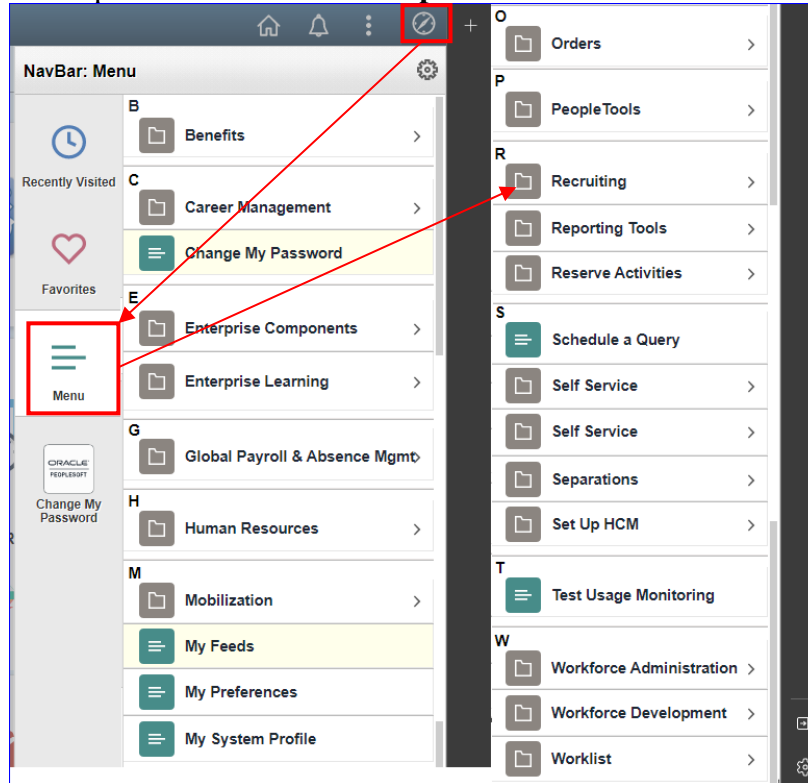 NavBar: Menu
Recently Visited
Favorites
Menu
ORACLE
PEOPLESOFT
Change My
Password
B
Benefits
C
Career Management
Change My Password
E
Enterprise Components
Enterprise Learning
G
Global Payroll & Absence Mgmt
H
Human Resources
M
Mobilization
My Feeds
My Preferences
My System Profile
O
Orders
P
PeopleTools
R
Recruiting
Reporting Tools
Reserve Activities
S
Schedule a Query
Self Service
Self Service
Separations
Set Up HCM
T
Test Usage Monitoring
W
Workforce Administration
Workforce Development
Worklist